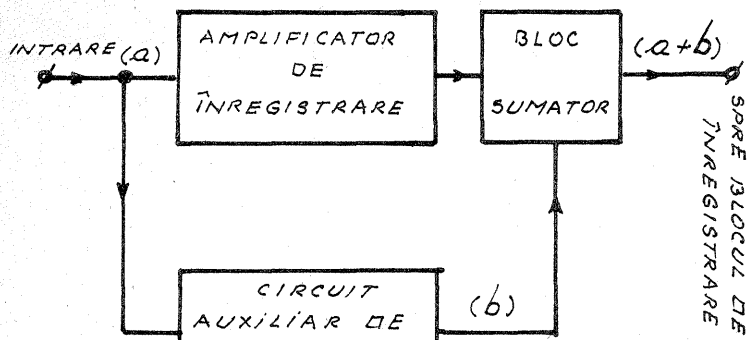 INTRARE (a)
AMPLIFICATOR
DE
ÎNREGISTRARE
BLOC
SUMATOR
(a+b)
SPRE BLOCUL DE
ÎNREGISTRARE
CIRCUIT
AUXILIAR DE
(b)